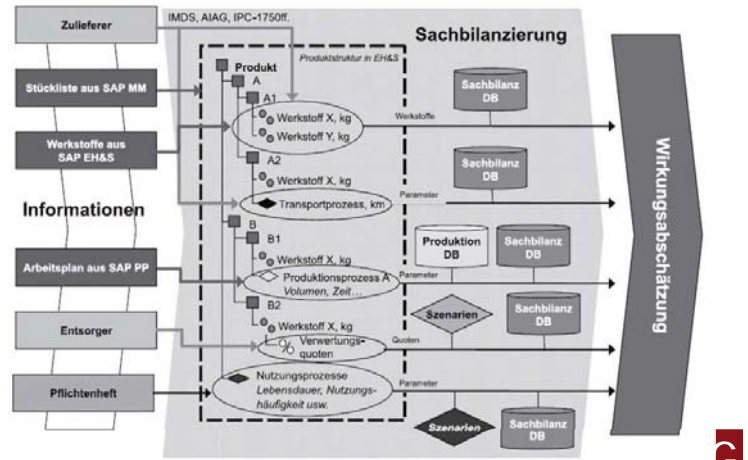 Zulieferer
IMDS, AIAG, IPC-1750ff.
Sachbilanzierung
Stückliste aus SAP MM
Werkstoffe aus
SAP EH&S
Informationen
Arbeitsplan aus SAP PP
Entsorger
Pflichtenheft
Produkt
Produktstruktur in EH&S
A
A1
Werkstoff X, kg
Werkstoff Y, kg
A2
Werkstoff X, kg
Transportprozess, km
B
B1
Werkstoff X, kg
Produktionsprozess A
Volumen, Zeit...
B2
Werkstoff X, kg
Verwertungs-
quoten
Nutzungsprozesse
Lebensdauer, Nutzungs-
häufigkeit usw.
Werkstoffe
Sachbilanz
DB
Parameter
Sachbilanz
DB
Parameter
Produktion
DB
Sachbilanz
DB
Quoten
Szenarien
Sachbilanz
DB
Parameter
Szenarien
Sachbilanz
DB
Wirkungsabschätzung